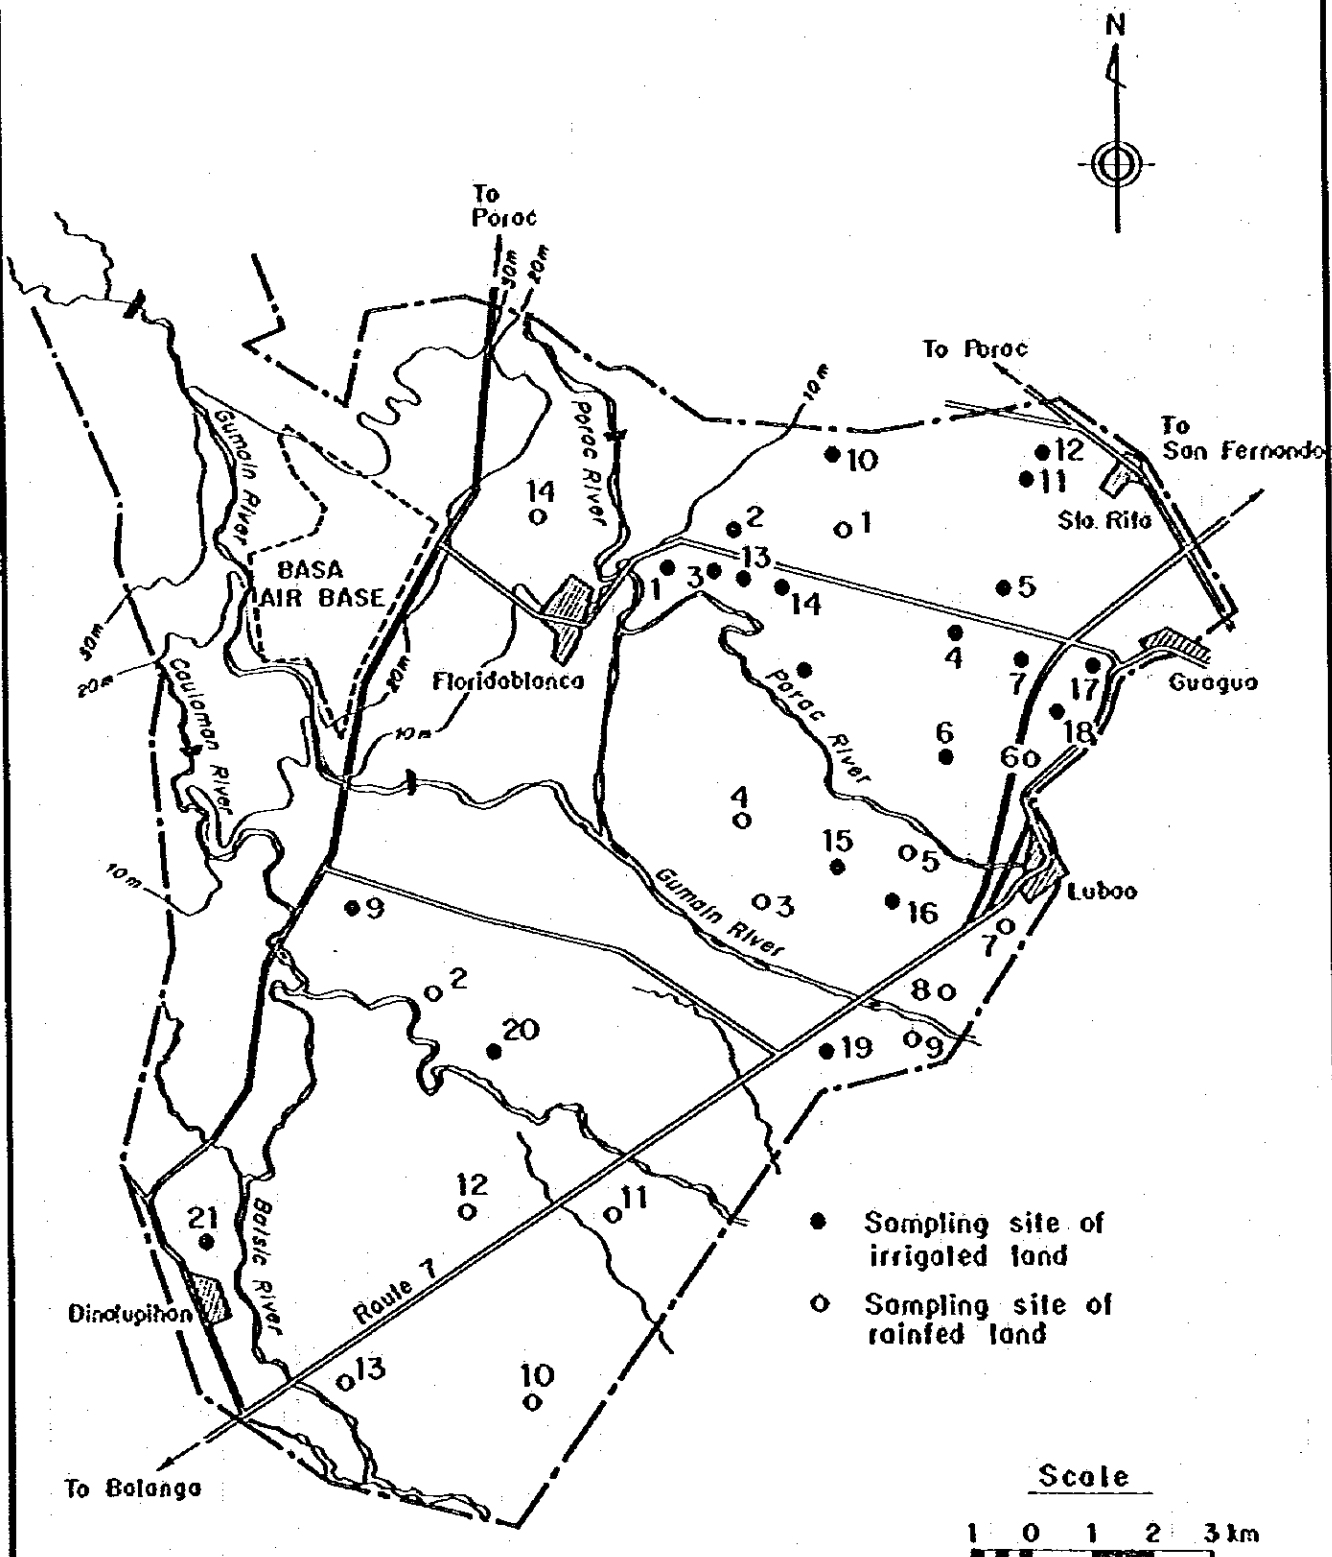 N
To
Porac
30m
20m
To Porac
10m
To
San Fernando
12
10
11
Gumain River
Porac River
14
2
1
Sta. Rita
13
BASA
AIR BASE
1
3
14
5
30m
20m
4
7
17
Guagua
Caulaman River
20m
Floridablanca
Porac River
18
10m
6
6
4
15
5
10m
Gumain River
3
16
Lubao
9
7
2
8
20
19
9
12
11
Sampling site of
irrigated land
21
Balsic River
Route 7
Dinalupihan
Sampling site of
rainfed land
13
10
To Balanga
Scale
1 0 1 2 3 km